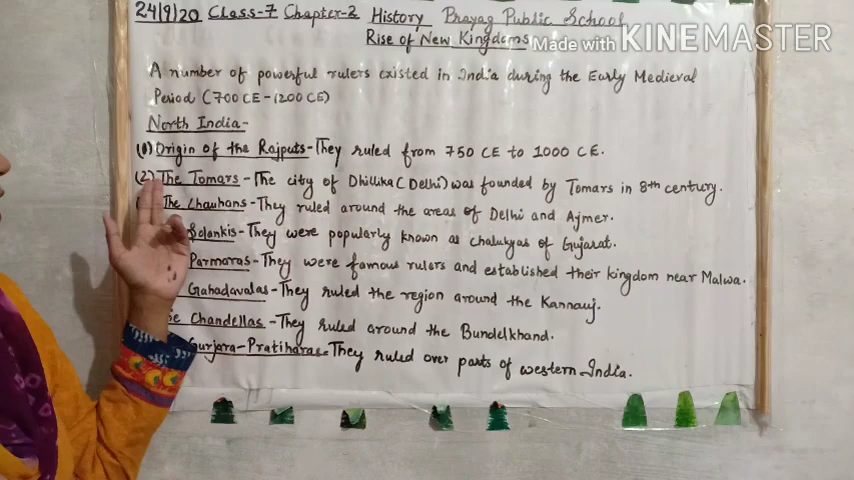 24/9/20 Class-7 Chapter-2 History Prayag Public School
Rise of New Kingdoms Made with KINEMASTER
A number of powerful rulers existed in India during the Early Medieval
Period (700 CE-1200 CE)
North India-
(1) Origin of the Rajputs-They ruled from 750 CE to 1000 CE.
(2) The Tomars-The city of Dhillika (Delhi) was founded by Tomars in 8th century.
The Chauhans-They ruled around the areas of Delhi and Ajmer.
Solankis-They were popularly known as chalukyas of Gujarat.
Parmaras-They were famous rulers and established their kingdom near Malwa.
Gahadavalas-They ruled the region around the Kannauj.
Chandellas-They ruled around the Bundelkhand.
Gurjara-Pratiharas-They ruled over parts of western India.